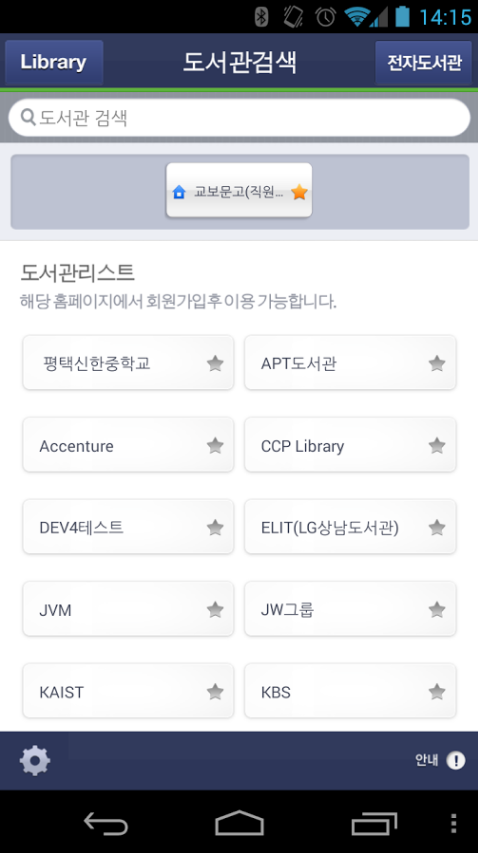 14:15
Library
도서관검색
전자도서관
도서관 검색
교보문고(직원...
도서관리스트
해당 홈페이지에서 회원가입후 이용 가능합니다.
평택신한중학교
APT도서관
Accenture
CCP Library
DEV4테스트
ELIT(LG상남도서관)
JVM
JW그룹
KAIST
KBS
안내